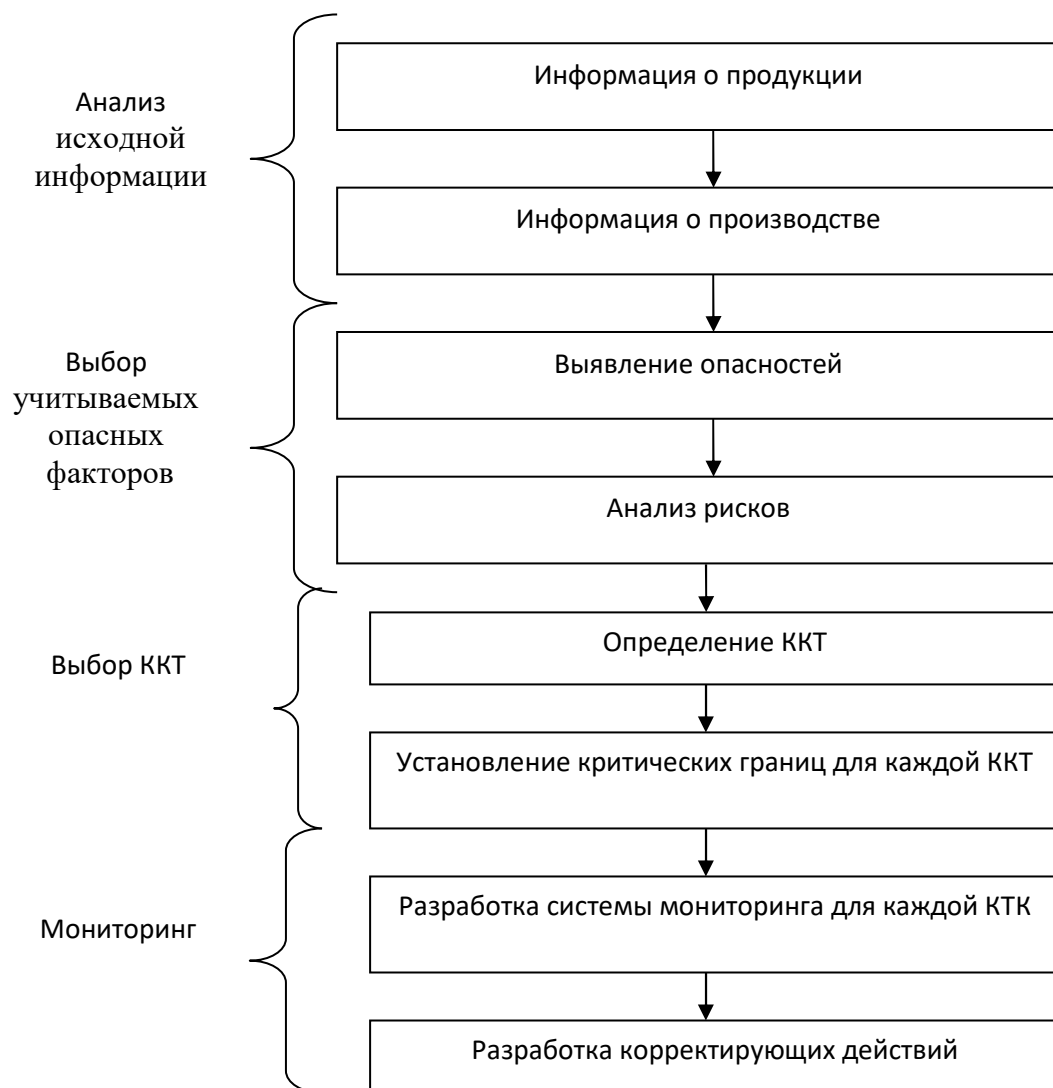 Анализ
исходной
информации
Информация о продукции
Информация о производстве
Выбор
учитываемых
опасных
факторов
Выявление опасностей
Анализ рисков
Выбор ККТ
Определение ККТ
Установление критических границ для каждой ККТ
Мониторинг
Разработка системы мониторинга для каждой КТК
Разработка корректирующих действий